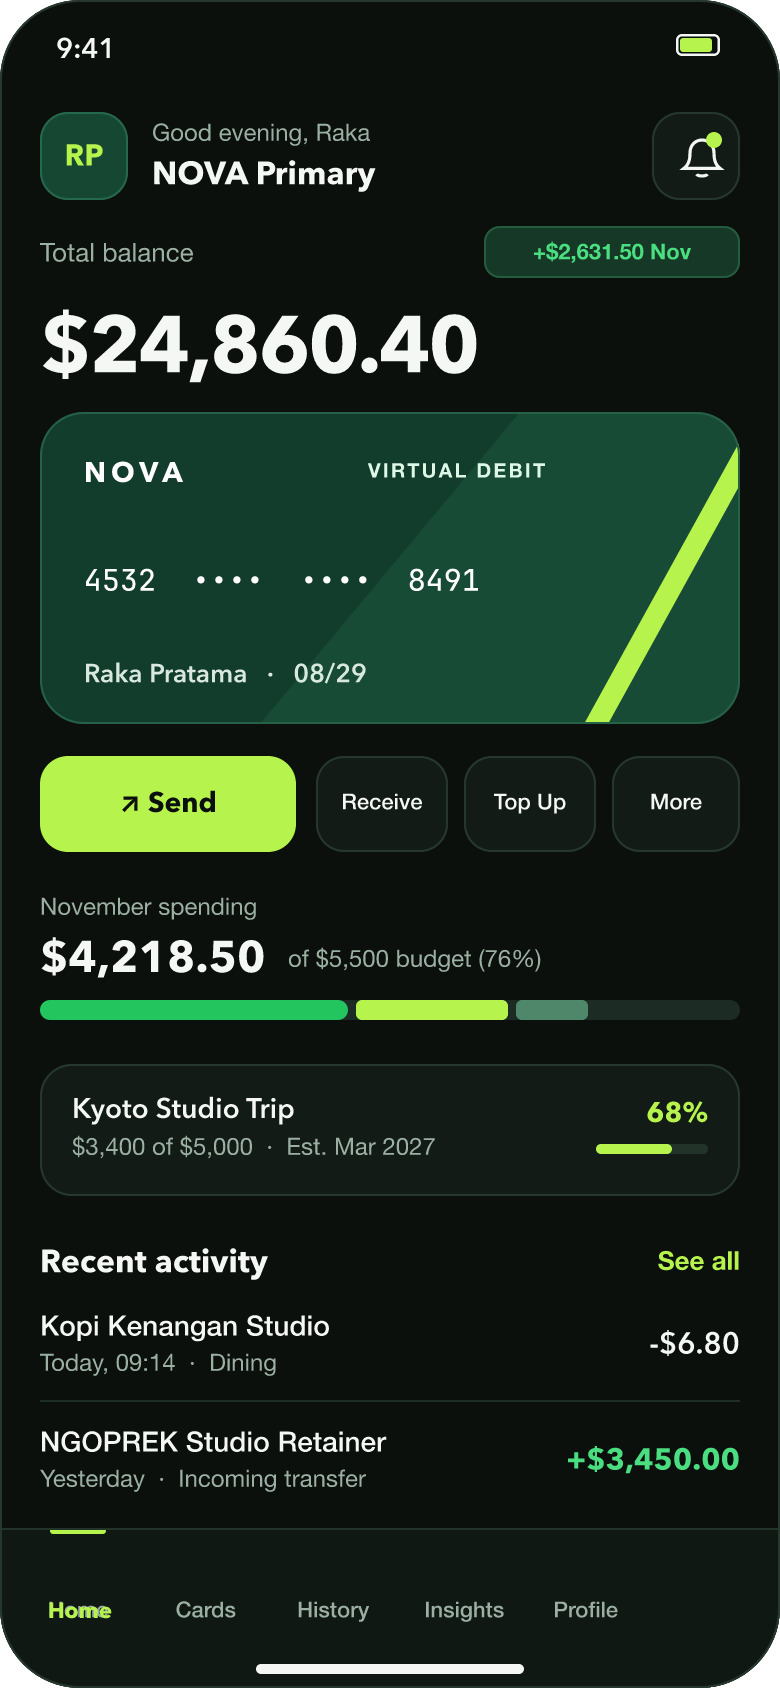 9:41
RP
Good evening, Raka
NOVA Primary
Total balance
+$2,631.50 Nov
$24,860.40
NOVA
VIRTUAL DEBIT
4532 •••• •••• 8491
Raka Pratama · 08/29
↗ Send
Receive
Top Up
More
November spending
$4,218.50 of $5,500 budget (76%)
Kyoto Studio Trip
68%
$3,400 of $5,000 · Est. Mar 2027
Recent activity
See all
Kopi Kenangan Studio
-$6.80
Today, 09:14 · Dining
NGOPREK Studio Retainer
+$3,450.00
Yesterday · Incoming transfer
Home
Cards
History
Insights
Profile